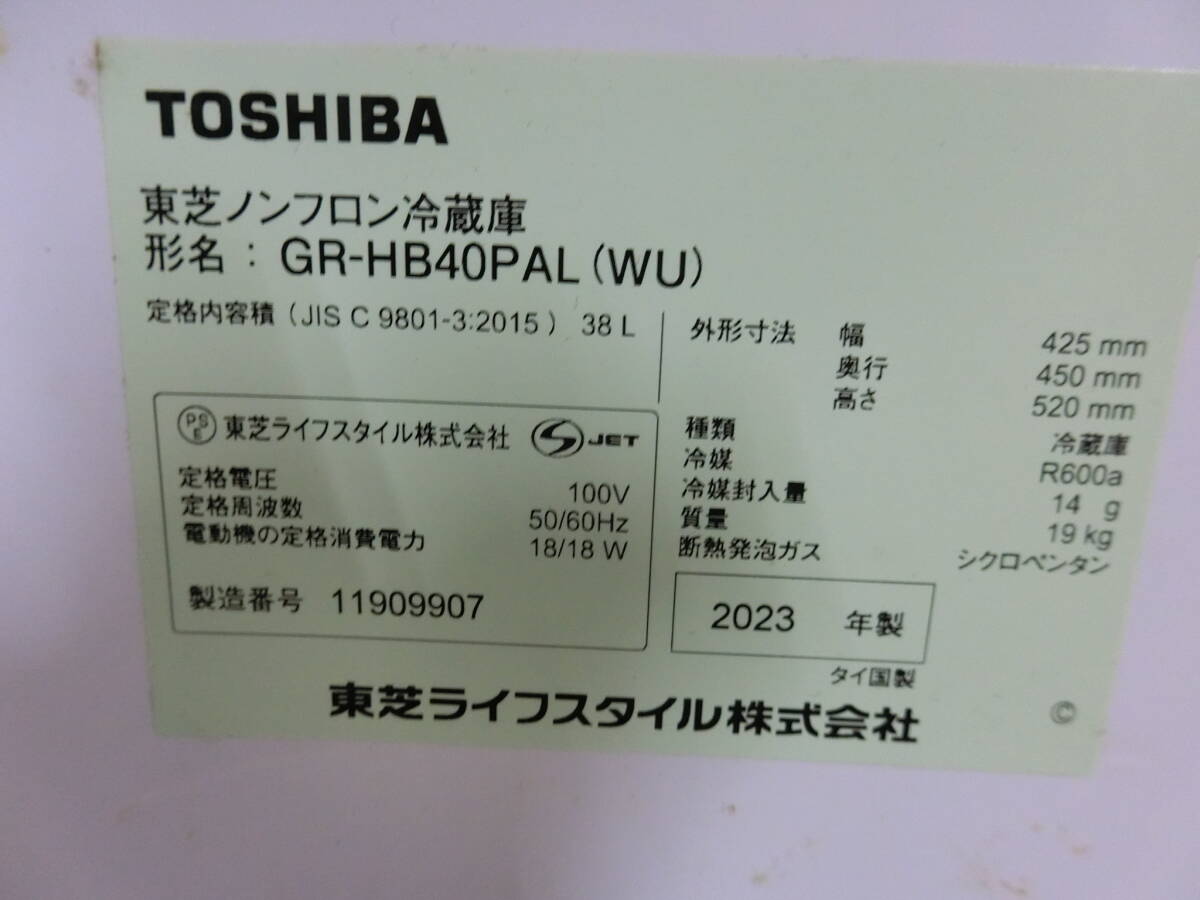 TOSHIBA
東芝ノンフロン冷蔵庫
形名： GR-HB40PAL (WU)
定格内容積 (JIS C 9801-3:2015) 38 L
外形寸法 幅 425 mm
奥行 450 mm
高さ 520 mm
種類 冷蔵庫
冷媒 R600a
冷媒封入量 14 g
質量 19 kg
断熱発泡ガス シクロペンタン
PSE 東芝ライフスタイル株式会社 S JET
定格電圧 100V
定格周波数 50/60Hz
電動機の定格消費電力 18/18 W
製造番号 11909907
2023 年製
タイ国製
東芝ライフスタイル株式会社
©